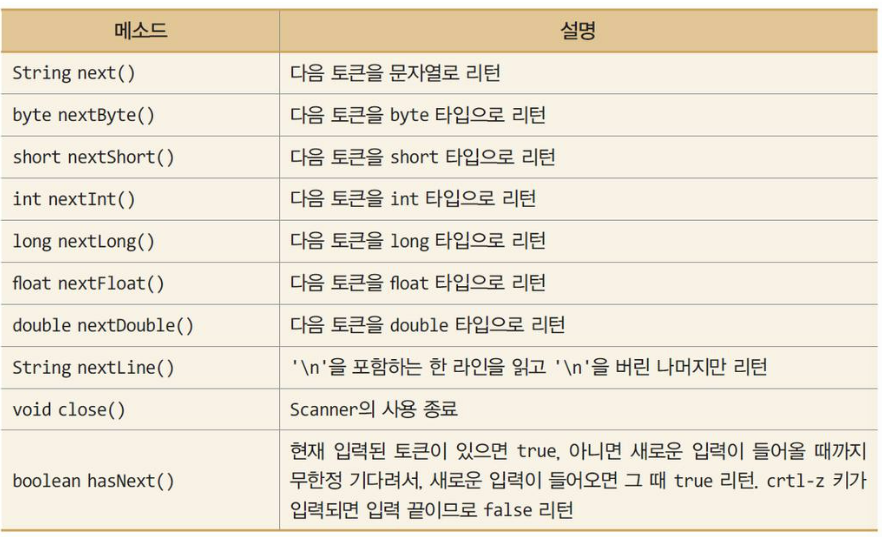 메소드 설명
String next() 다음 토큰을 문자열로 리턴
byte nextByte() 다음 토큰을 byte 타입으로 리턴
short nextShort() 다음 토큰을 short 타입으로 리턴
int nextInt() 다음 토큰을 int 타입으로 리턴
long nextLong() 다음 토큰을 long 타입으로 리턴
float nextFloat() 다음 토큰을 float 타입으로 리턴
double nextDouble() 다음 토큰을 double 타입으로 리턴
String nextLine() '\n'을 포함하는 한 라인을 읽고 '\n'을 버린 나머지만 리턴
void close() Scanner의 사용 종료
boolean hasNext() 현재 입력된 토큰이 있으면 true, 아니면 새로운 입력이 들어올 때까지
무한정 기다려서, 새로운 입력이 들어오면 그 때 true 리턴. crtl-z 키가
입력되면 입력 끝이므로 false 리턴